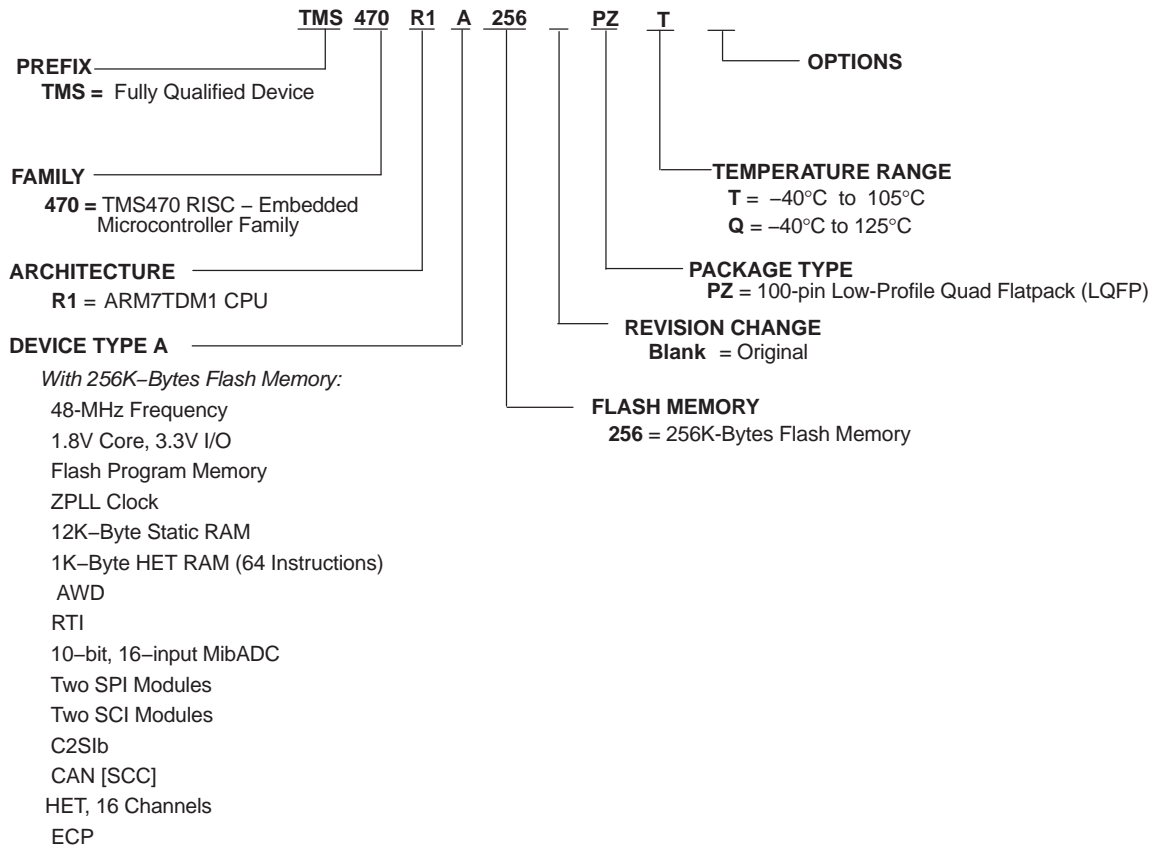 TMS 470 R1 A 256 PZ T
OPTIONS
PREFIX
TMS = Fully Qualified Device
FAMILY
470 = TMS470 RISC − Embedded
Microcontroller Family
TEMPERATURE RANGE
T = −40°C to 105°C
Q = −40°C to 125°C
ARCHITECTURE
R1 = ARM7TDM1 CPU
PACKAGE TYPE
PZ = 100-pin Low-Profile Quad Flatpack (LQFP)
REVISION CHANGE
Blank = Original
DEVICE TYPE A
With 256K−Bytes Flash Memory:
48-MHz Frequency
1.8V Core, 3.3V I/O
Flash Program Memory
ZPLL Clock
12K−Byte Static RAM
1K−Byte HET RAM (64 Instructions)
AWD
RTI
10−bit, 16−input MibADC
Two SPI Modules
Two SCI Modules
C2SIb
CAN [SCC]
HET, 16 Channels
ECP
FLASH MEMORY
256 = 256K-Bytes Flash Memory